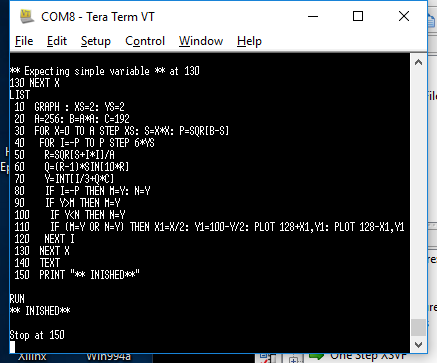 COM8 - Tera Term VT
File Edit Setup Control Window Help
** Expecting simple variable ** at 130
130 NEXT X
LIST
10 GRAPH : XS=2: YS=2
20 A=256: B=A*A: C=192
30 FOR X=0 TO A STEP XS: S=X*X: P=SQR[B-S]
40 FOR I=-P TO P STEP 6*YS
50 R=SQR[S+I*I]/A
60 Q=(R-1)*SIN[10*R]
70 Y=INT[I/3+Q*C]
80 IF I=-P THEN M=Y: N=Y
90 IF Y>M THEN M=Y
100 IF Y<N THEN N=Y
110 IF (M=Y OR N=Y) THEN X1=X/2: Y1=100-Y/2: PLOT 128+X1,Y1: PLOT 128-X1,Y1
120 NEXT I
130 NEXT X
140 TEXT
150 PRINT "** INISHED**"
RUN
** INISHED**
Stop at 150
Xilinx Win994a
One Step XSVF